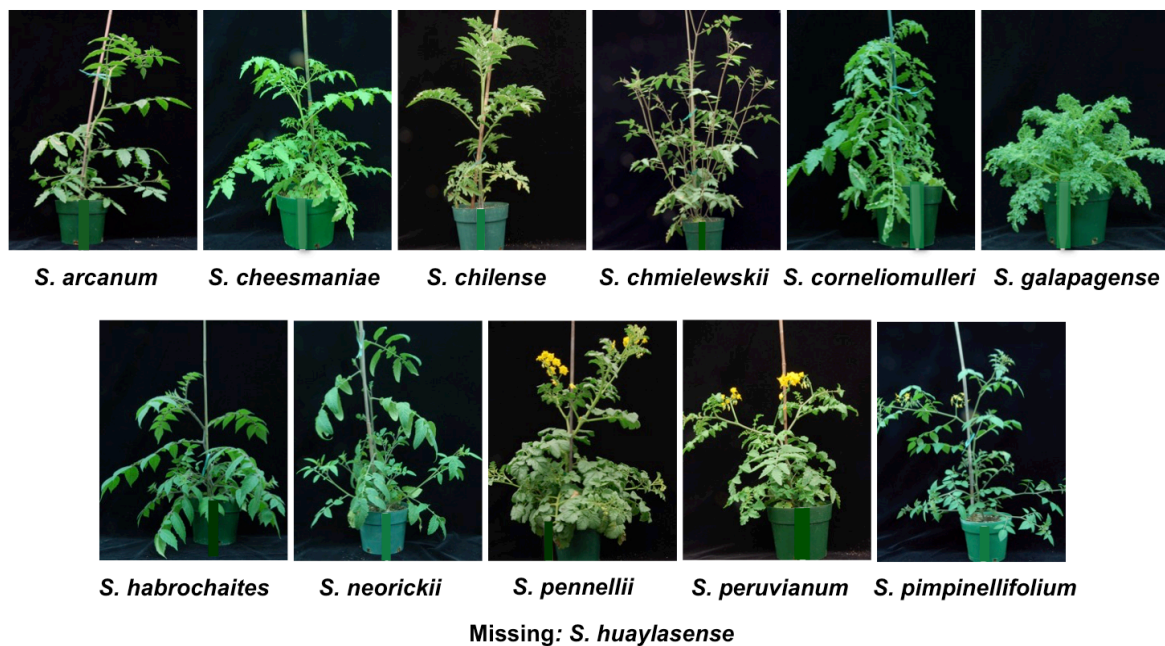 S. arcanum S. cheesmaniae S. chilense S. chmielewskii S. corneliomulleri S. galapagense
S. habrochaites S. neorickii S. pennellii S. peruvianum S. pimpinellifolium
Missing: S. huaylasense